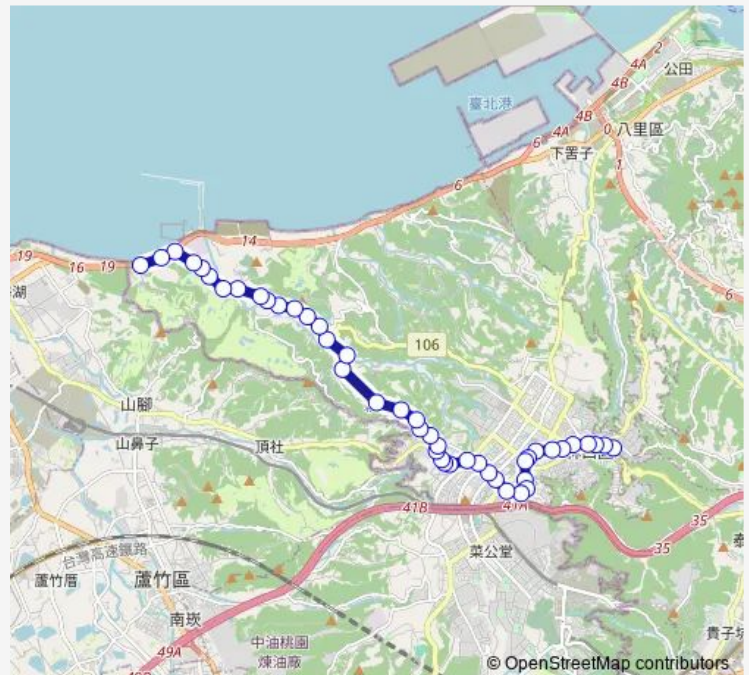 2
4A
公田
4B
臺北港
4B
4A
0
八里區
6
下罟子
1
6
14
19
16
19
湖
6
106
山腳
山鼻子
頂社
41B
41A
35
35
台灣高速鐵路
菜公堂
蘆竹厝
蘆竹區
南崁
貴子坑
中油桃園
煉油廠
49A
© OpenStreetMap contributors